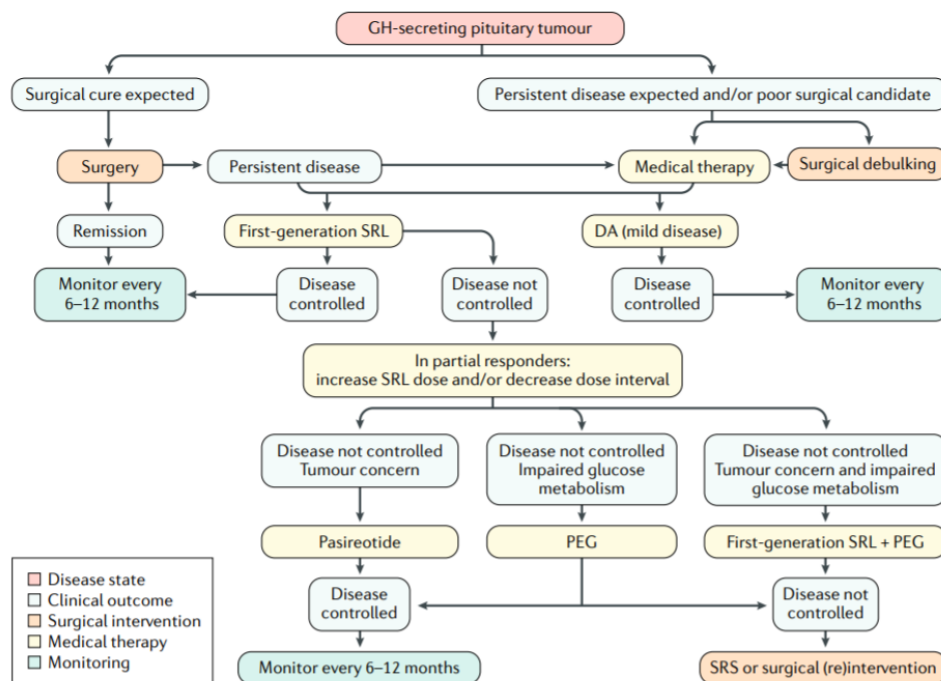 GH-secreting pituitary tumour
Surgical cure expected
Persistent disease expected and/or poor surgical candidate
Surgery
Persistent disease
Medical therapy
Surgical debulking
Remission
First-generation SRL
DA (mild disease)
Monitor every
6–12 months
Disease
controlled
Disease not
controlled
Disease
controlled
Monitor every
6–12 months
In partial responders:
increase SRL dose and/or decrease dose interval
Disease not controlled
Tumour concern
Disease not controlled
Impaired glucose
metabolism
Disease not controlled
Tumour concern and impaired
glucose metabolism
Pasireotide
PEG
First-generation SRL + PEG
Disease
controlled
Disease not
controlled
Monitor every 6–12 months
SRS or surgical (re)intervention
Disease state
Clinical outcome
Surgical intervention
Medical therapy
Monitoring